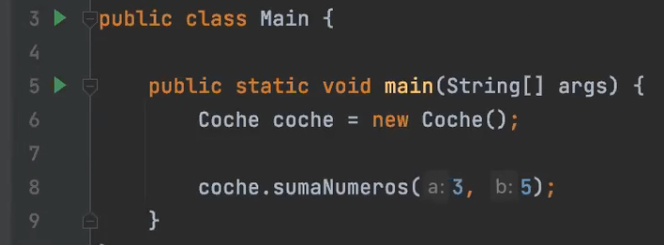 3 public class Main {
4
5 public static void main(String[] args) {
6 Coche coche = new Coche();
7
8 coche.sumaNumeros( a: 3, b: 5);
9 }